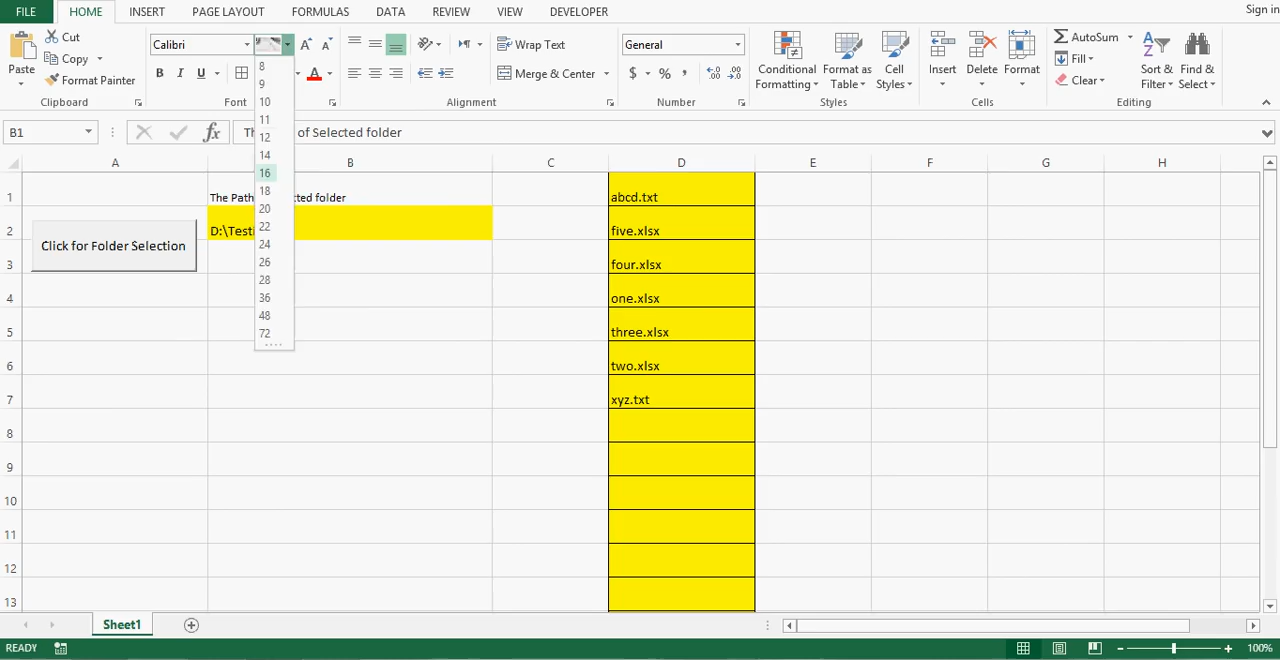 FILE HOME INSERT PAGE LAYOUT FORMULAS DATA REVIEW VIEW DEVELOPER Sign in
Paste
Cut
Copy
Format Painter
Clipboard
Calibri
A A
B I U A
Font
Wrap Text
Merge & Center
Alignment
General
$ % ,
Number
Conditional Formatting
Format as Table
Cell Styles
Styles
Insert
Delete
Format
Cells
AutoSum
Fill
Clear
Sort & Filter
Find & Select
Editing
8
9
10
11
12
14
16
18
20
22
24
26
28
36
48
72
B1 fx of Selected folder
A B C D E F G H
1 The Path tted folder abcd.txt
2 D:\Testi five.xlsx
Click for Folder Selection
3 four.xlsx
4 one.xlsx
5 three.xlsx
6 two.xlsx
7 xyz.txt
8
9
10
11
12
13
Sheet1
READY 100%